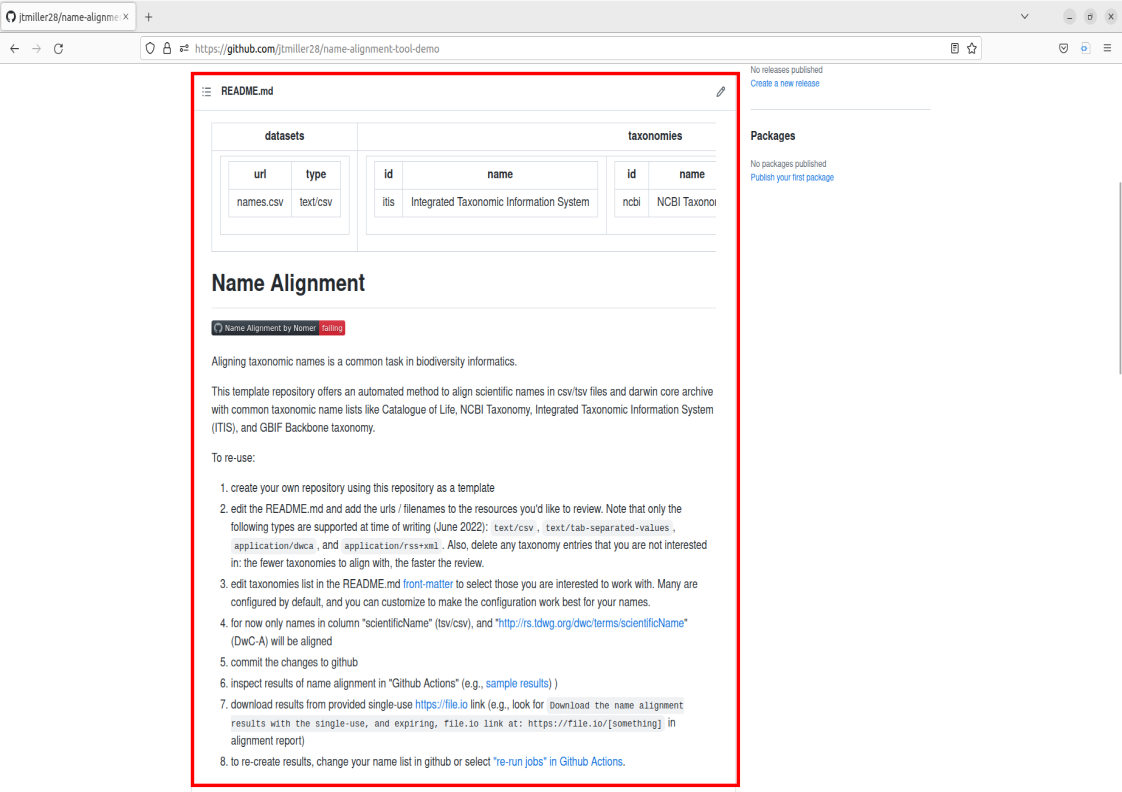 jtmiller28/name-alignme
https://github.com/jtmiller28/name-alignment-tool-demo
No releases published
Create a new release
Packages
No packages published
Publish your first package
README.md
datasets taxonomies
url type id name id name
names.csv text/csv itis Integrated Taxonomic Information System ncbi NCBI Taxonor
Name Alignment
Name Alignment by Nomer failing
Aligning taxonomic names is a common task in biodiversity informatics.
This template repository offers an automated method to align scientific names in csv/tsv files and darwin core archive
with common taxonomic name lists like Catalogue of Life, NCBI Taxonomy, Integrated Taxonomic Information System
(ITIS), and GBIF Backbone taxonomy.
To re-use:
1. create your own repository using this repository as a template
2. edit the README.md and add the urls / filenames to the resources you'd like to review. Note that only the
following types are supported at time of writing (June 2022): text/csv , text/tab-separated-values ,
application/dwca , and application/rss+xml . Also, delete any taxonomy entries that you are not interested
in: the fewer taxonomies to align with, the faster the review.
3. edit taxonomies list in the README.md front-matter to select those you are interested to work with. Many are
configured by default, and you can customize to make the configuration work best for your names.
4. for now only names in column "scientificName" (tsv/csv), and "http://rs.tdwg.org/dwc/terms/scientificName"
(DwC-A) will be aligned
5. commit the changes to github
6. inspect results of name alignment in "Github Actions" (e.g., sample results) )
7. download results from provided single-use https://file.io link (e.g., look for Download the name alignment
results with the single-use, and expiring, file.io link at: https://file.io/[something] in
alignment report)
8. to re-create results, change your name list in github or select "re-run jobs" in Github Actions.